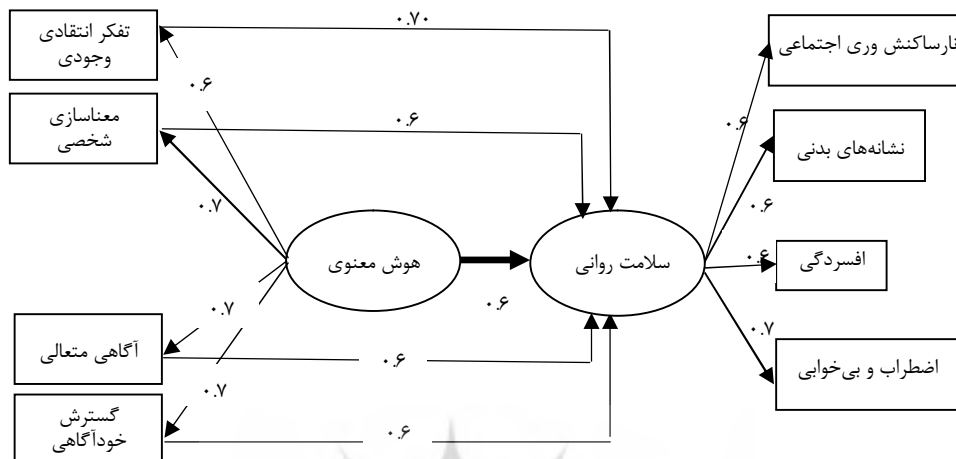 تفکر انتقادی
وجودی
۰.۷۰
نارساکنش وری اجتماعی
۰.۶
معناسازی
شخصی
۰.۶
۰.۶
نشانه‌های بدنی
۰.۷
۰.۶
هوش معنوی
سلامت روانی
۰.۶
افسردگی
۰.۶
۰.۷
۰.۷
آگاهی متعالی
۰.۶
اضطراب و بی‌خوابی
۰.۷
گسترش
خودآگاهی
۰.۶